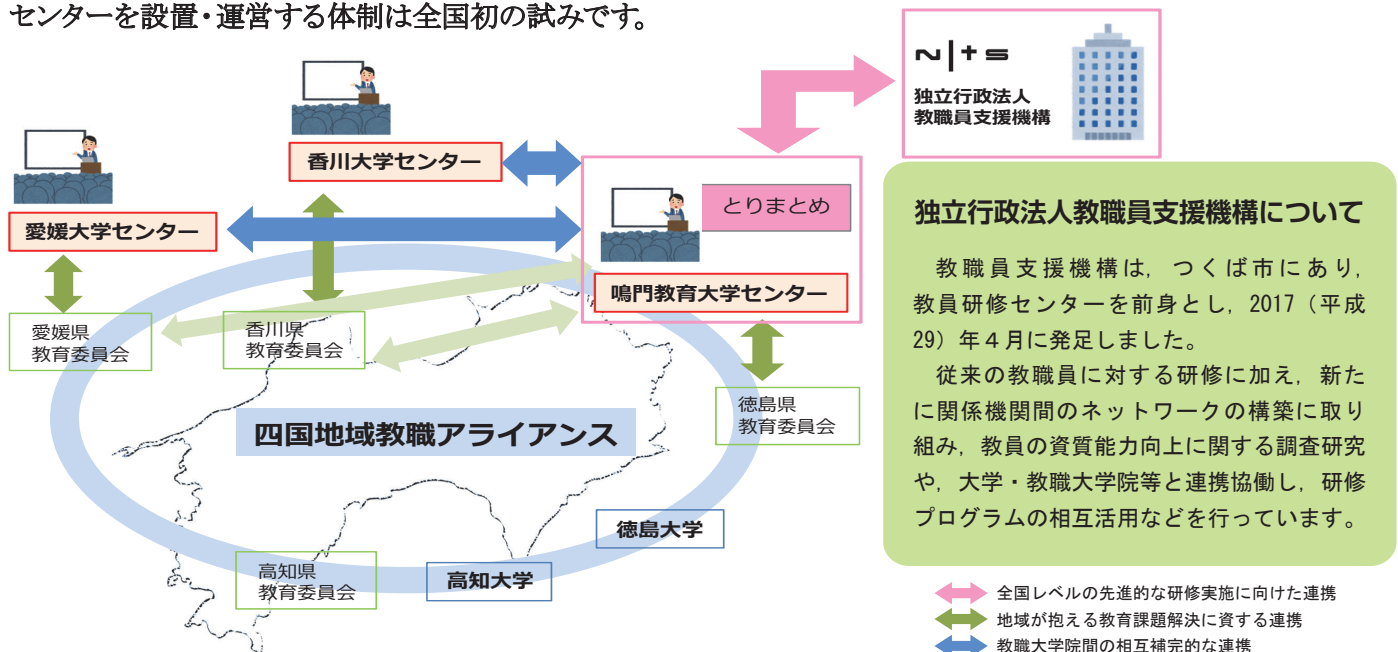 センターを設置・運営する体制は全国初の試みです。
n|ts
独立行政法人
教職員支援機構
香川大学センター
愛媛大学センター
とりまとめ
鳴門教育大学センター
愛媛県
教育委員会
香川県
教育委員会
徳島県
教育委員会
四国地域教職アライアンス
徳島大学
高知大学
高知県
教育委員会
独立行政法人教職員支援機構について
教職員支援機構は，つくば市にあり，
教員研修センターを前身とし，2017（平成
29）年４月に発足しました。
従来の教職員に対する研修に加え，新た
に関係機関間のネットワークの構築に取り
組み，教員の資質能力向上に関する調査研究
や，大学・教職大学院等と連携協働し，研修
プログラムの相互活用などを行っています。
全国レベルの先進的な研修実施に向けた連携
地域が抱える教育課題解決に資する連携
教職大学院間の相互補完的な連携